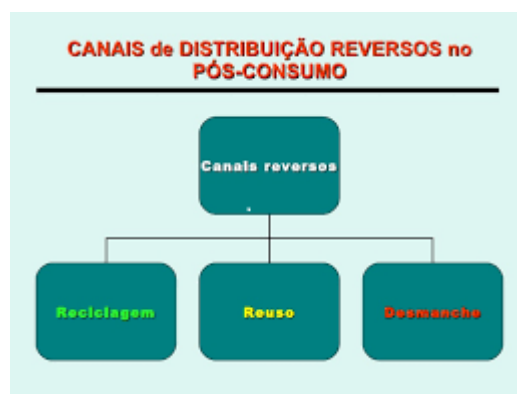 CANAIS de DISTRIBUIÇÃO REVERSOS no
PÓS-CONSUMO
Canais reversos
.
Reciclagem
Reuso
Desmanche